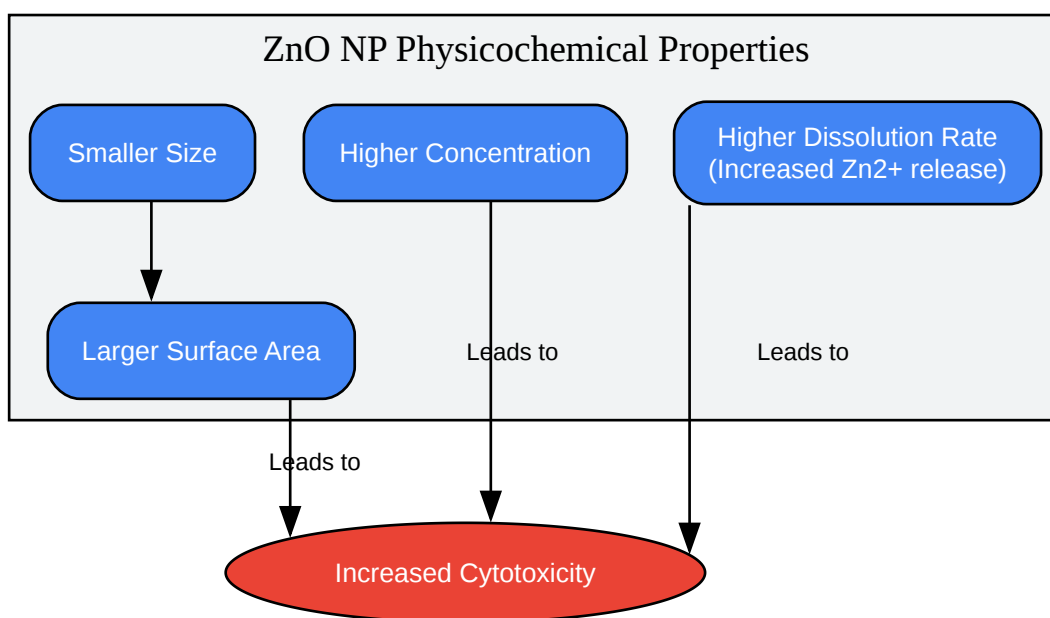 ZnO NP Physicochemical Properties
Smaller Size
Higher Concentration
Higher Dissolution Rate
(Increased Zn2+ release)
Larger Surface Area
Leads to
Leads to
Leads to
Increased Cytotoxicity